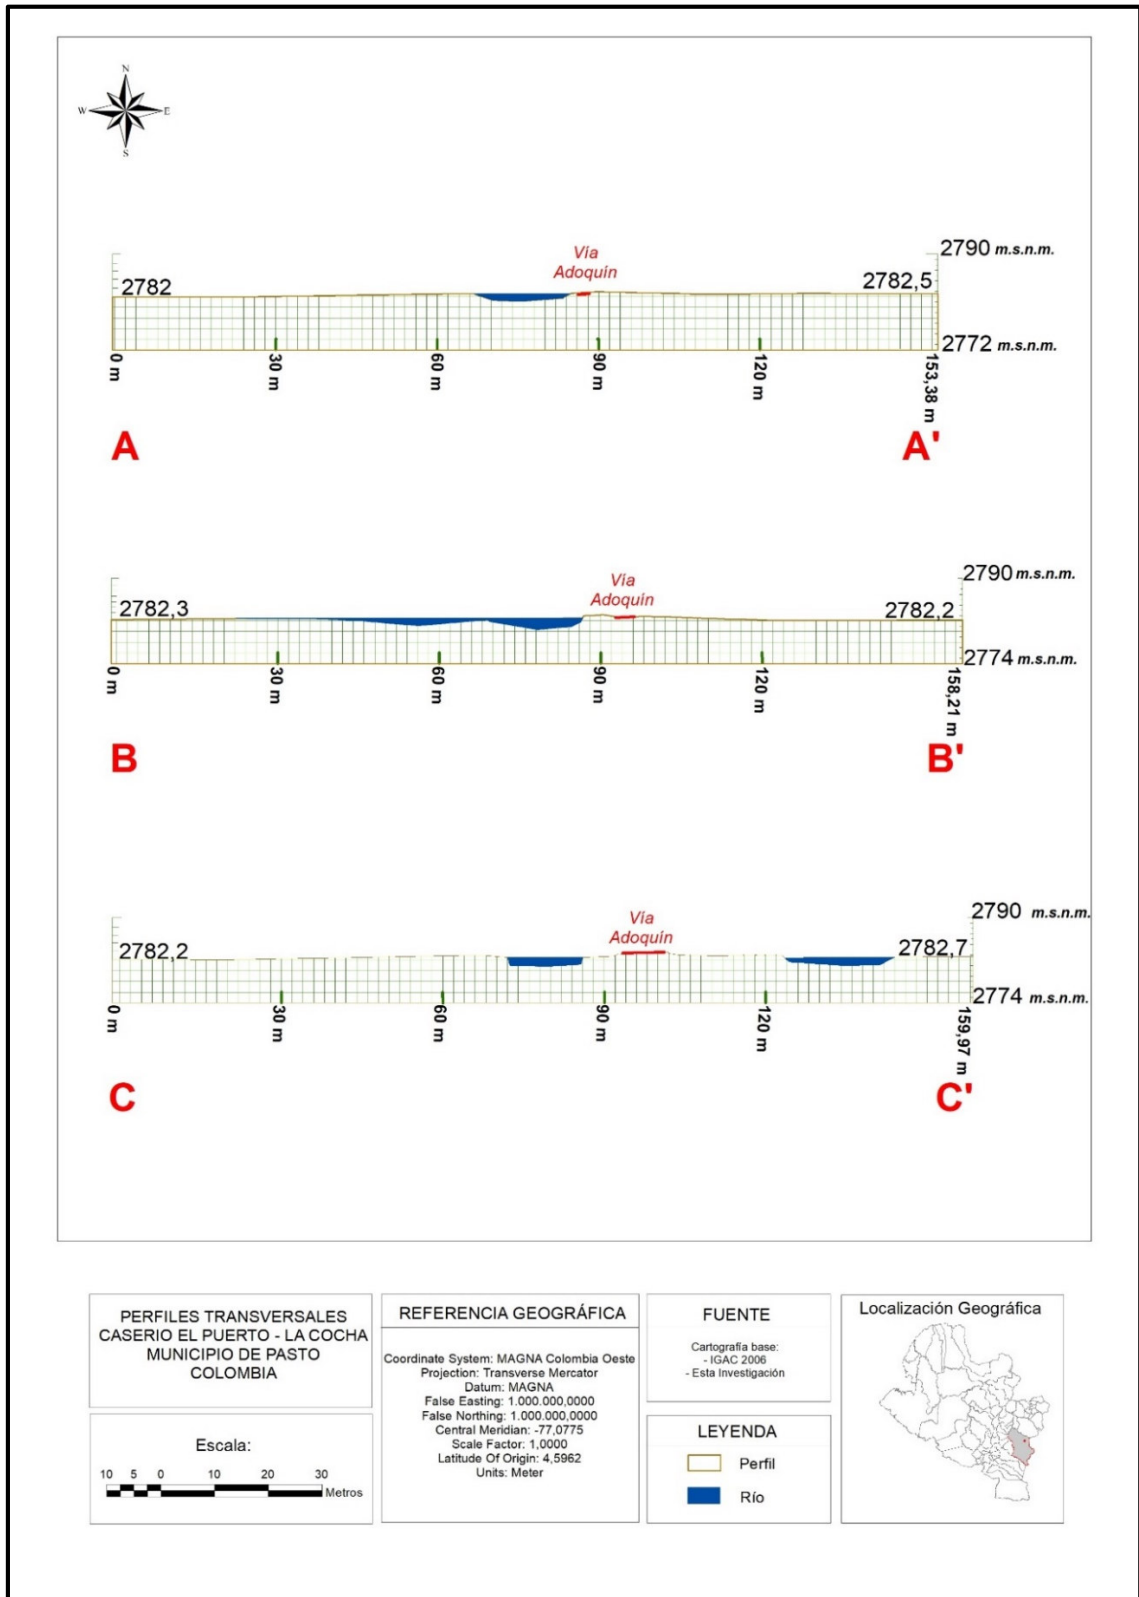 N
W E
S
Via
Adoquin
2790 m.s.n.m.
2782
2782,5
2772 m.s.n.m.
0 m
30 m
60 m
90 m
120 m
153,38 m
A
A'
Via
Adoquin
2790 m.s.n.m.
2782,3
2782,2
2774 m.s.n.m.
0 m
30 m
60 m
90 m
120 m
158,21 m
B
B'
Via
Adoquin
2790 m.s.n.m.
2782,2
2782,7
2774 m.s.n.m.
0 m
30 m
60 m
90 m
120 m
159,97 m
C
C'
PERFILES TRANSVERSALES
CASERIO EL PUERTO - LA COCHA
MUNICIPIO DE PASTO
COLOMBIA
Escala:
10 5 0 10 20 30
Metros
REFERENCIA GEOGRÁFICA
Coordinate System: MAGNA Colombia Oeste
Projection: Transverse Mercator
Datum: MAGNA
False Easting: 1.000.000,0000
False Northing: 1.000.000,0000
Central Meridian: -77,0775
Scale Factor: 1,0000
Latitude Of Origin: 4,5962
Units: Meter
FUENTE
Cartografía base:
- IGAC 2006
- Esta Investigación
LEYENDA
Perfil
Río
Localización Geográfica